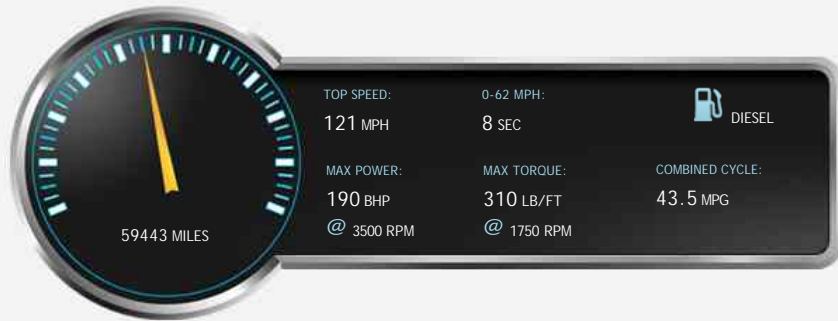 TOP SPEED:
0-62 MPH:
121 MPH
8 SEC
DIESEL
MAX POWER:
MAX TORQUE:
COMBINED CYCLE:
190 BHP
310 LB/FT
43.5 MPG
@ 3500 RPM
@ 1750 RPM
59443 MILES